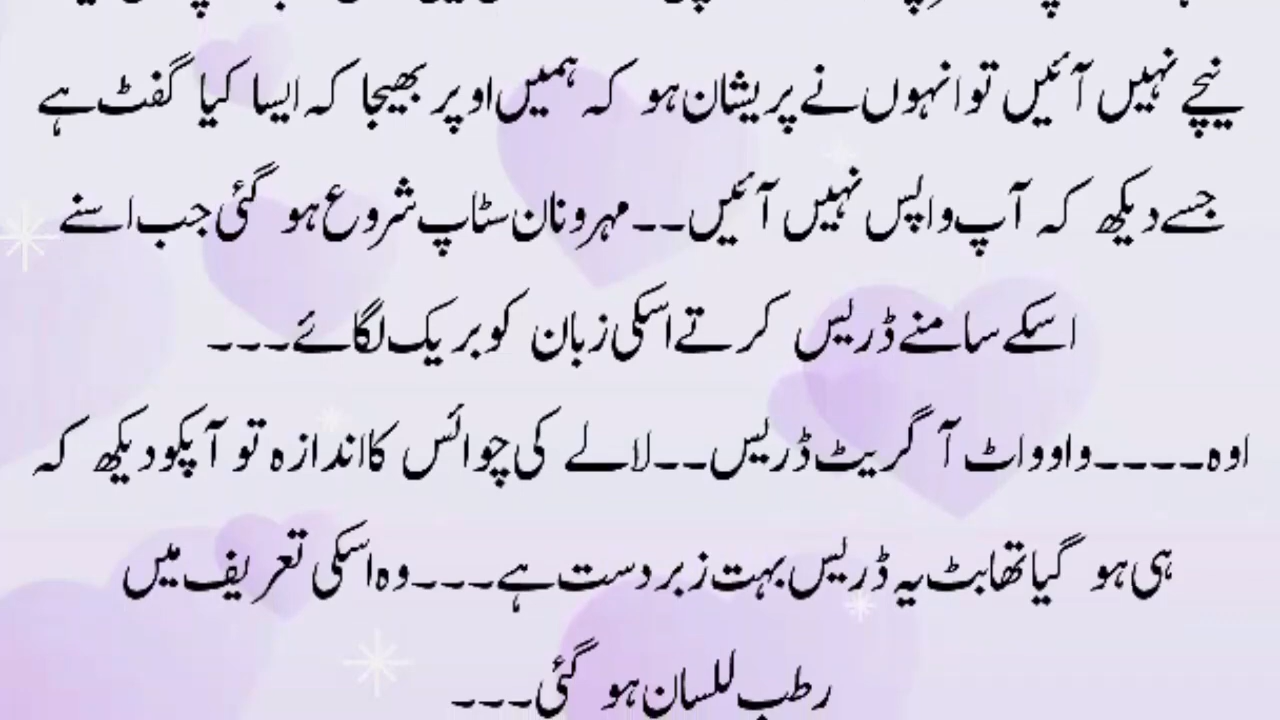 نیچے نہیں آئیں تو انہوں نے پریشان ہو کہ ہمیں اوپر بھیجا کہ ایسا کیا گفٹ ہے
جسے دیکھ کہ آپ واپس نہیں آئیں۔۔ مہرو نان سٹاپ شروع ہو گئی جب اسنے
اسکے سامنے ڈریس کرتے اسکی زبان کو بریک لگائے۔۔۔
اوہ۔۔۔۔ واو واٹ آ گریٹ ڈریس۔۔ لالے کی چوائس کا اندازہ تو آپکو دیکھ کہ
ہی ہو گیا تھا بٹ یہ ڈریس بہت زبردست ہے۔۔۔ وہ اسکی تعریف میں
رطب للسان ہو گئی۔۔۔